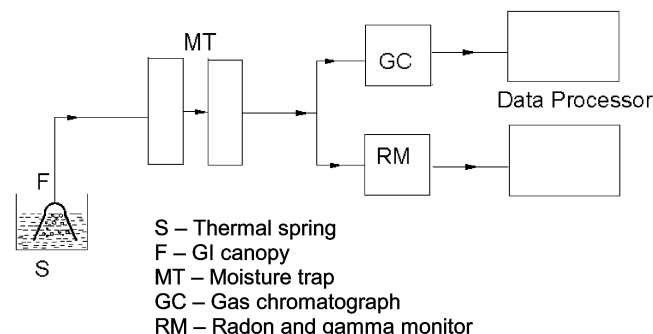 MT
GC
Data Processor
RM
F
S
S – Thermal spring
F – GI canopy
MT – Moisture trap
GC – Gas chromatograph
RM – Radon and gamma monitor